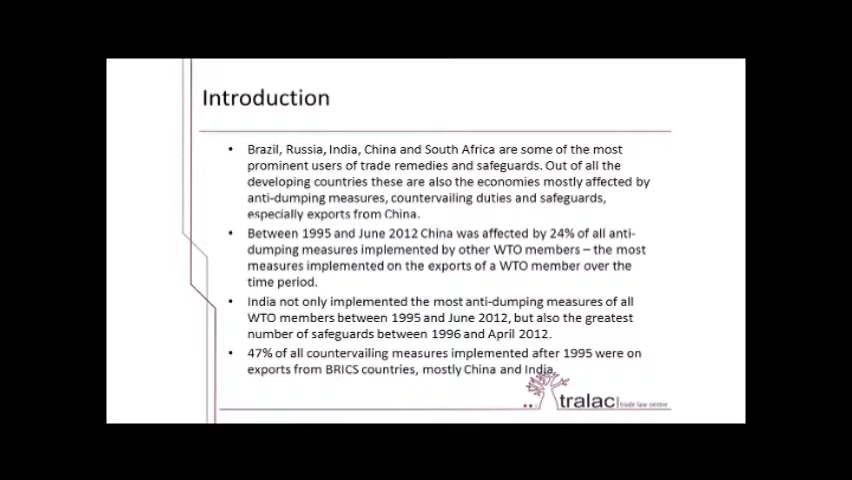 Introduction
• Brazil, Russia, India, China and South Africa are some of the most
prominent users of trade remedies and safeguards. Out of all the
developing countries these are also the economies mostly affected by
anti-dumping measures, countervailing duties and safeguards,
especially exports from China.
• Between 1995 and June 2012 China was affected by 24% of all anti-
dumping measures implemented by other WTO members – the most
measures implemented on the exports of a WTO member over the
time period.
• India not only implemented the most anti-dumping measures of all
WTO members between 1995 and June 2012, but also the greatest
number of safeguards between 1996 and April 2012.
• 47% of all countervailing measures implemented after 1995 were on
exports from BRICS countries, mostly China and India.
tralac trade law centre